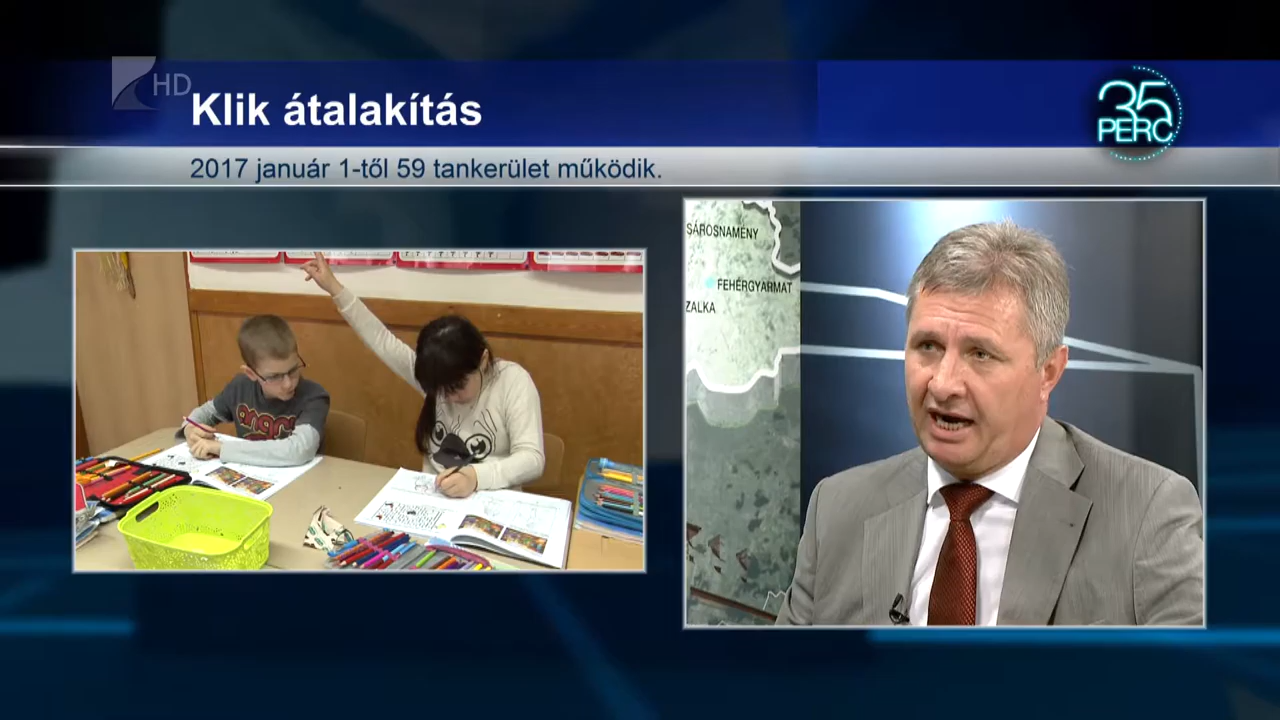 HD
Klik átalakítás
35
PERC
2017 január 1-től 59 tankerület működik.
SÁROSNAMÉNY
FEHÉRGYARMAT
ZALKA